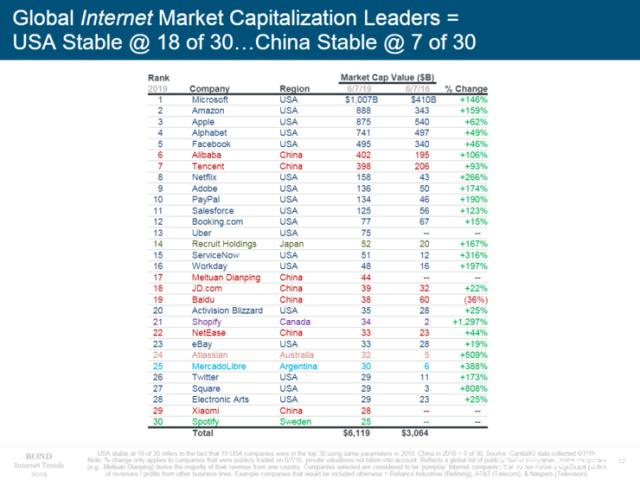 Global Internet Market Capitalization Leaders =
USA Stable @ 18 of 30…China Stable @ 7 of 30
Rank Market Cap Value ($B)
2019 Company Region 6/7/19 6/7/16 % Change
1 Microsoft USA $1,007B $410B +146%
2 Amazon USA 888 343 +159%
3 Apple USA 875 540 +62%
4 Alphabet USA 741 497 +49%
5 Facebook USA 495 340 +46%
6 Alibaba China 402 195 +106%
7 Tencent China 398 206 +93%
8 Netflix USA 158 43 +266%
9 Adobe USA 136 50 +174%
10 PayPal USA 134 46 +190%
11 Salesforce USA 125 56 +123%
12 Booking.com USA 77 67 +15%
13 Uber USA 75 -- --
14 Recruit Holdings Japan 52 20 +167%
15 ServiceNow USA 51 12 +316%
16 Workday USA 48 16 +197%
17 Meituan Dianping China 44 -- --
18 JD.com China 39 32 +22%
19 Baidu China 38 60 (36%)
20 Activision Blizzard USA 35 28 +25%
21 Shopify Canada 34 2 +1,297%
22 NetEase China 33 23 +44%
23 eBay USA 33 28 +19%
24 Atlassian Australia 32 5 +509%
25 MercadoLibre Argentina 30 6 +388%
26 Twitter USA 29 11 +173%
27 Square USA 29 3 +808%
28 Electronic Arts USA 29 23 +25%
29 Xiaomi China 28 -- --
30 Spotify Sweden 25 -- --
Total $6,119 $3,064
BOND
Internet Trends
2019
USA stable at 18 of 30 refers to the fact that 19 USA companies were in the top 30 using same parameters in 2016. China in 2016 = 8 of 30. Source: CapitalIQ data collected 6/7/19.
Note: % change only applies to companies that were publicly traded on 6/7/16, private valuations not taken into account. Reflects a global list of
(e.g., Meituan Dianping) derive the majority of their revenue from one country. Companies selected are considered to be 'pureplay' Internet companies
of revenues / profits from other business lines. Example companies that would be included otherwise = Reliance Industries (Refining), AT&T (Telecom), & Naspers (Television).
12